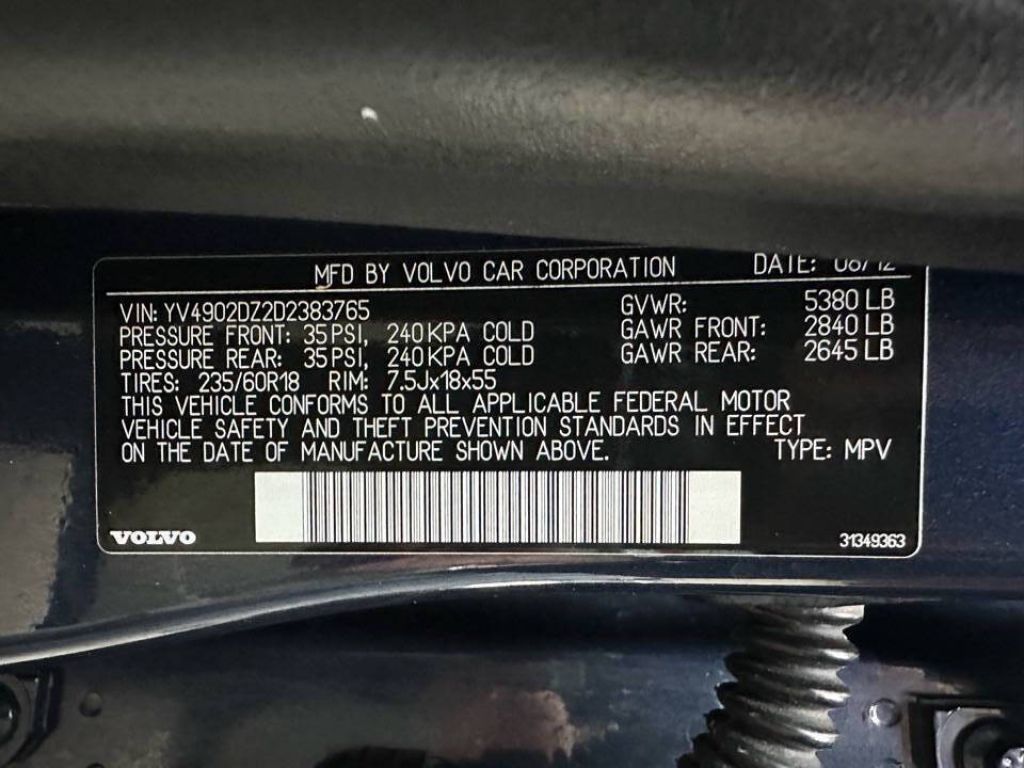 MFD BY VOLVO CAR CORPORATION DATE: 08/12
VIN: YV4902DZ2D2383765 GVWR: 5380 LB
PRESSURE FRONT: 35 PSI, 240 KPA COLD GAWR FRONT: 2840 LB
PRESSURE REAR: 35 PSI, 240 KPA COLD GAWR REAR: 2645 LB
TIRES: 235/60R18 RIM: 7.5Jx18x55
THIS VEHICLE CONFORMS TO ALL APPLICABLE FEDERAL MOTOR
VEHICLE SAFETY AND THEFT PREVENTION STANDARDS IN EFFECT
ON THE DATE OF MANUFACTURE SHOWN ABOVE. TYPE: MPV
VOLVO 31349363